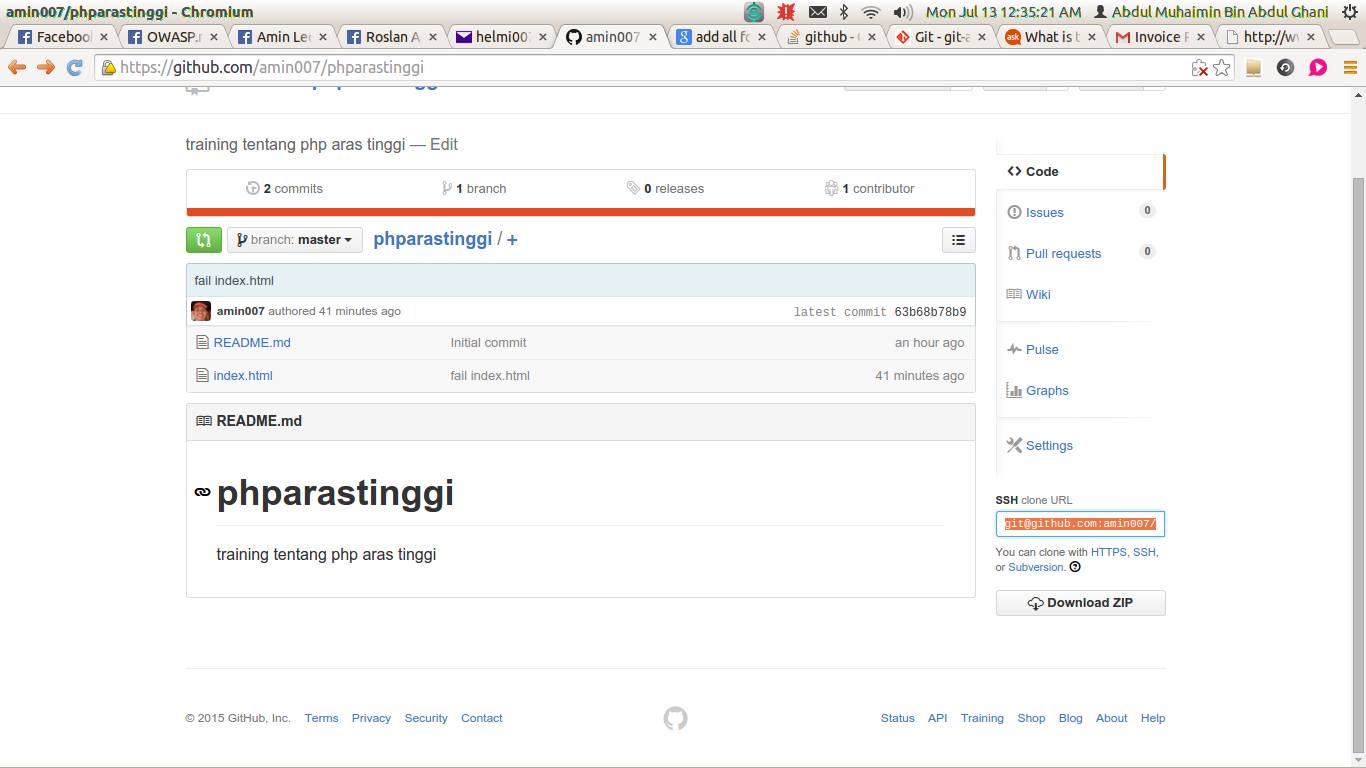 amin007/phparastinggi - Chromium
Mon Jul 13 12:35:21 AM Abdul Muhaimin Bin Abdul Ghani
Faceboo
OWASP.
Amin Le
Roslan A
helmi00
amin007
add all fo
github -
Git - git-a
What is t
Invoice
http://w
https://github.com/amin007/phparastinggi
training tentang php aras tinggi — Edit
2 commits
1 branch
0 releases
1 contributor
branch: master
phparastinggi / +
fail index.html
amin007 authored 41 minutes ago
latest commit 63b68b78b9
README.md Initial commit an hour ago
index.html fail index.html 41 minutes ago
README.md
phparastinggi
training tentang php aras tinggi
Code
Issues 0
Pull requests 0
Wiki
Pulse
Graphs
Settings
SSH clone URL
git@github.com:amin007/
You can clone with HTTPS, SSH,
or Subversion.
Download ZIP
© 2015 GitHub, Inc. Terms Privacy Security Contact
Status API Training Shop Blog About Help